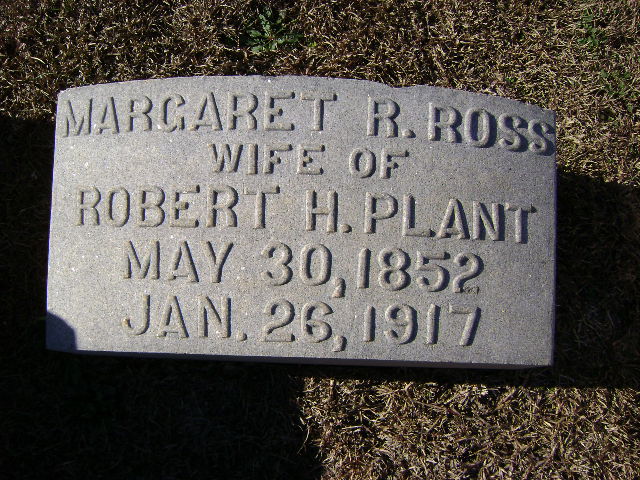 MARGARET R. ROSS
WIFE OF
ROBERT H. PLANT
MAY 30, 1852
JAN. 26, 1917